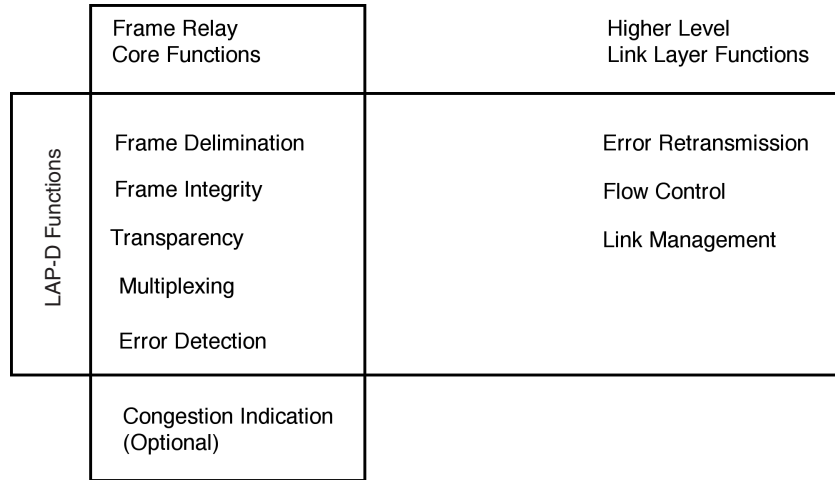 Frame Relay
Core Functions
Higher Level
Link Layer Functions
LAP-D Functions
Frame Delimination
Frame Integrity
Transparency
Multiplexing
Error Detection
Error Retransmission
Flow Control
Link Management
Congestion Indication
(Optional)